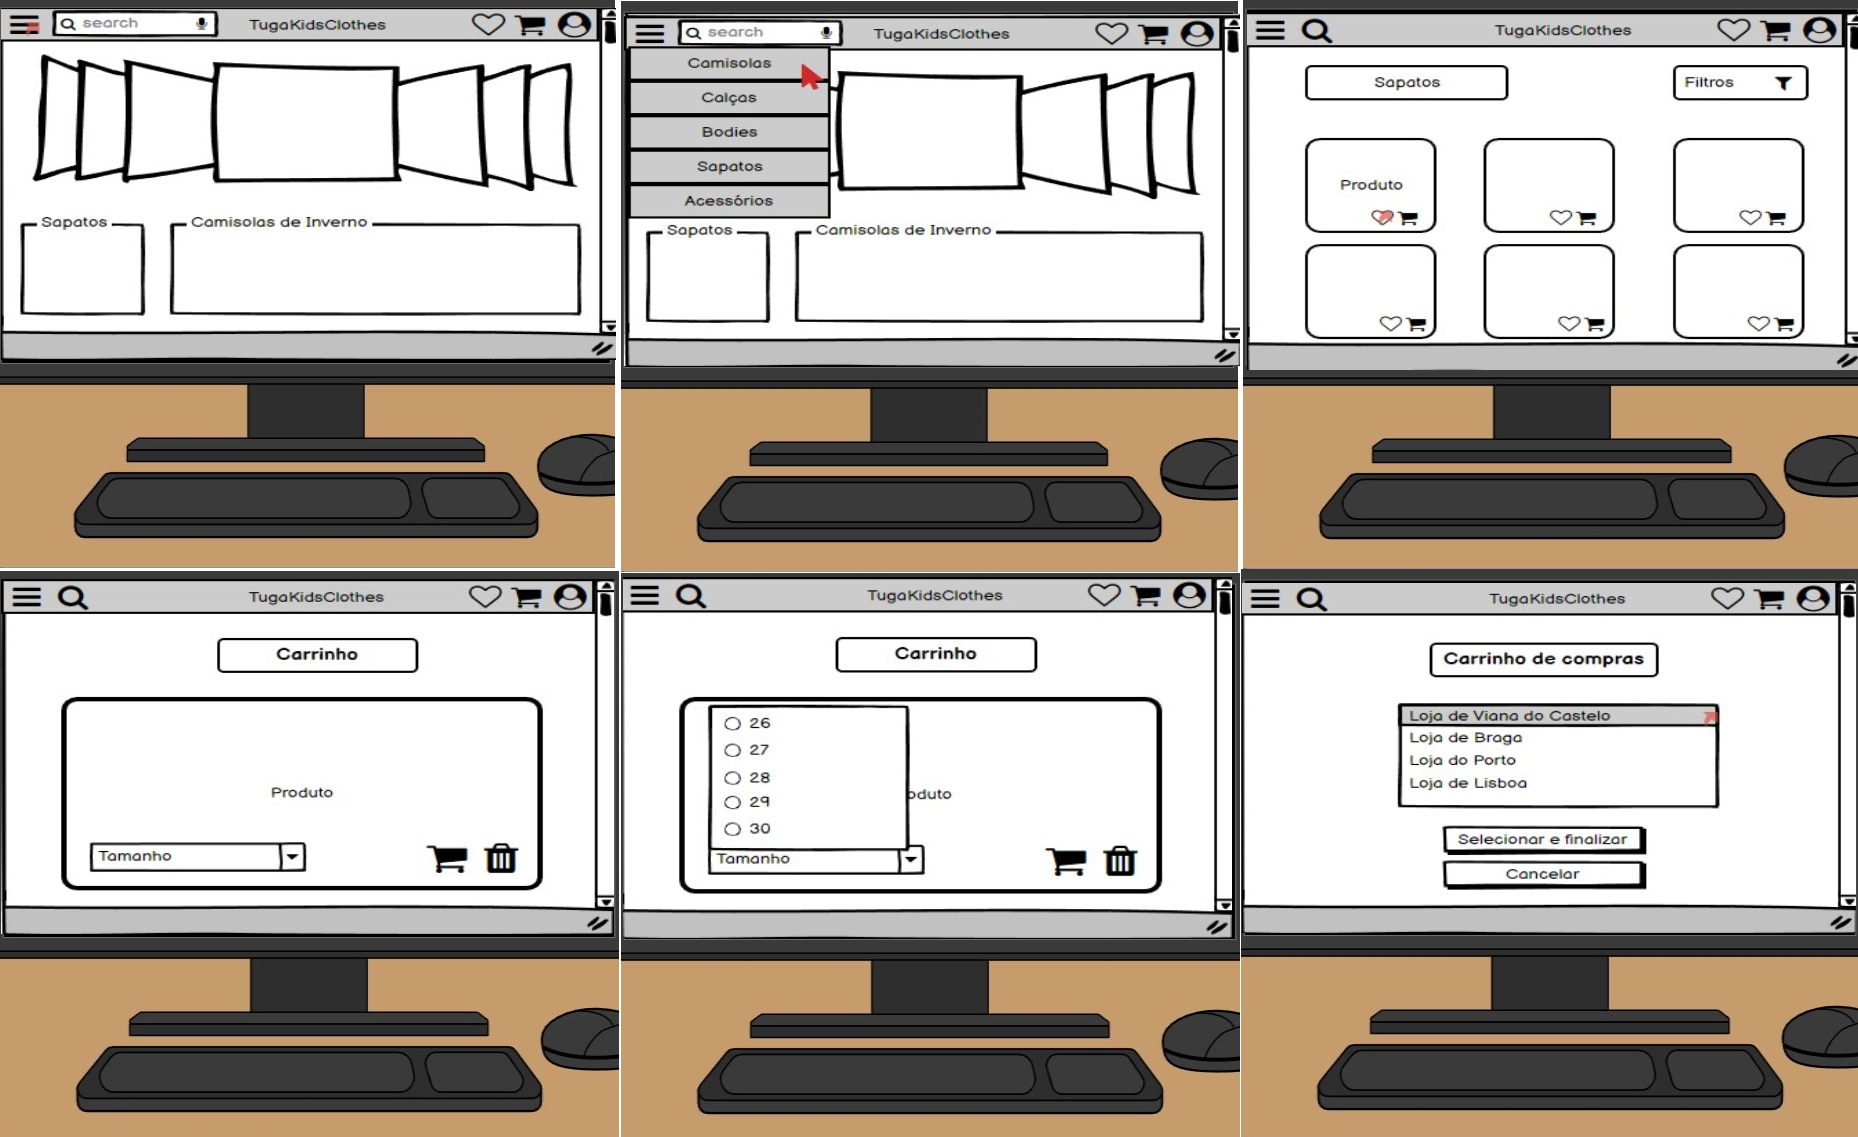 search
TugaKidsClothes
Sapatos
Camisolas de Inverno
search
TugaKidsClothes
Camisolas
Calças
Bodies
Sapatos
Acessórios
Sapatos
Camisolas de Inverno
TugaKidsClothes
Sapatos
Filtros
Produto
TugaKidsClothes
Carrinho
Produto
Tamanho
TugaKidsClothes
Carrinho
26
27
28
29
30
oduto
Tamanho
TugaKidsClothes
Carrinho de compras
Loja de Viana do Castelo
Loja de Braga
Loja do Porto
Loja de Lisboa
Selecionar e finalizar
Cancelar